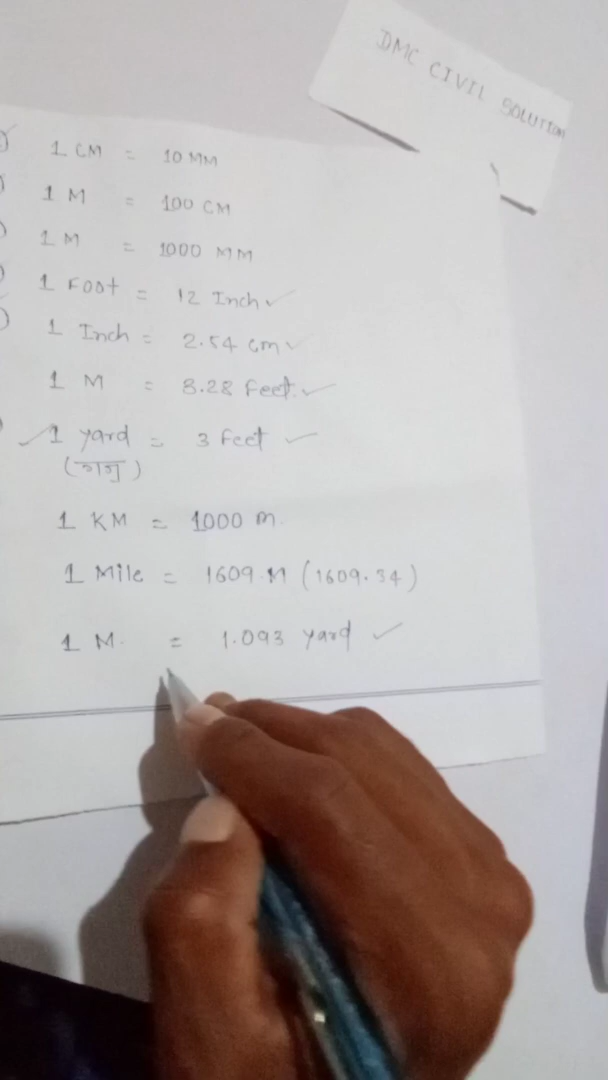 DMC CIVIL SOLUTION
1 CM = 10 MM
1 M = 100 CM
1 M = 1000 MM
1 Foot = 12 Inch
1 Inch = 2.54 cm
1 M = 3.28 Feet.
1 yard = 3 Feet
(গজ)
1 KM = 1000 m.
1 Mile = 1609.M (1609.34)
1 M. = 1.093 yard